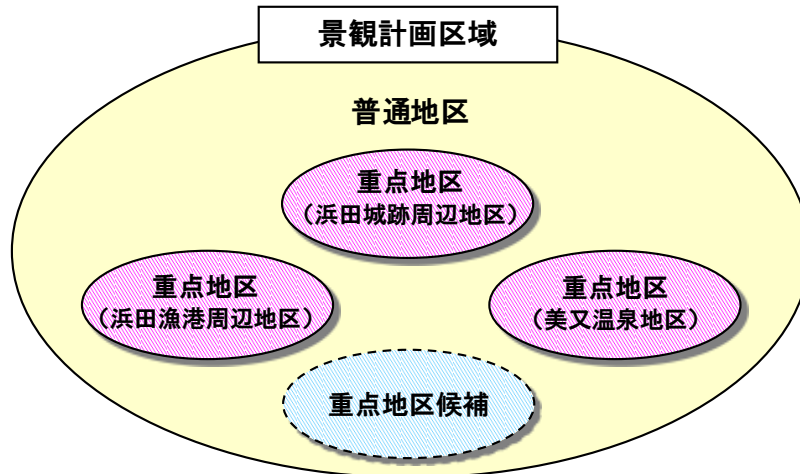 景観計画区域
普通地区
重点地区
（浜田城跡周辺地区）
重点地区
（浜田漁港周辺地区）
重点地区
（美又温泉地区）
重点地区候補